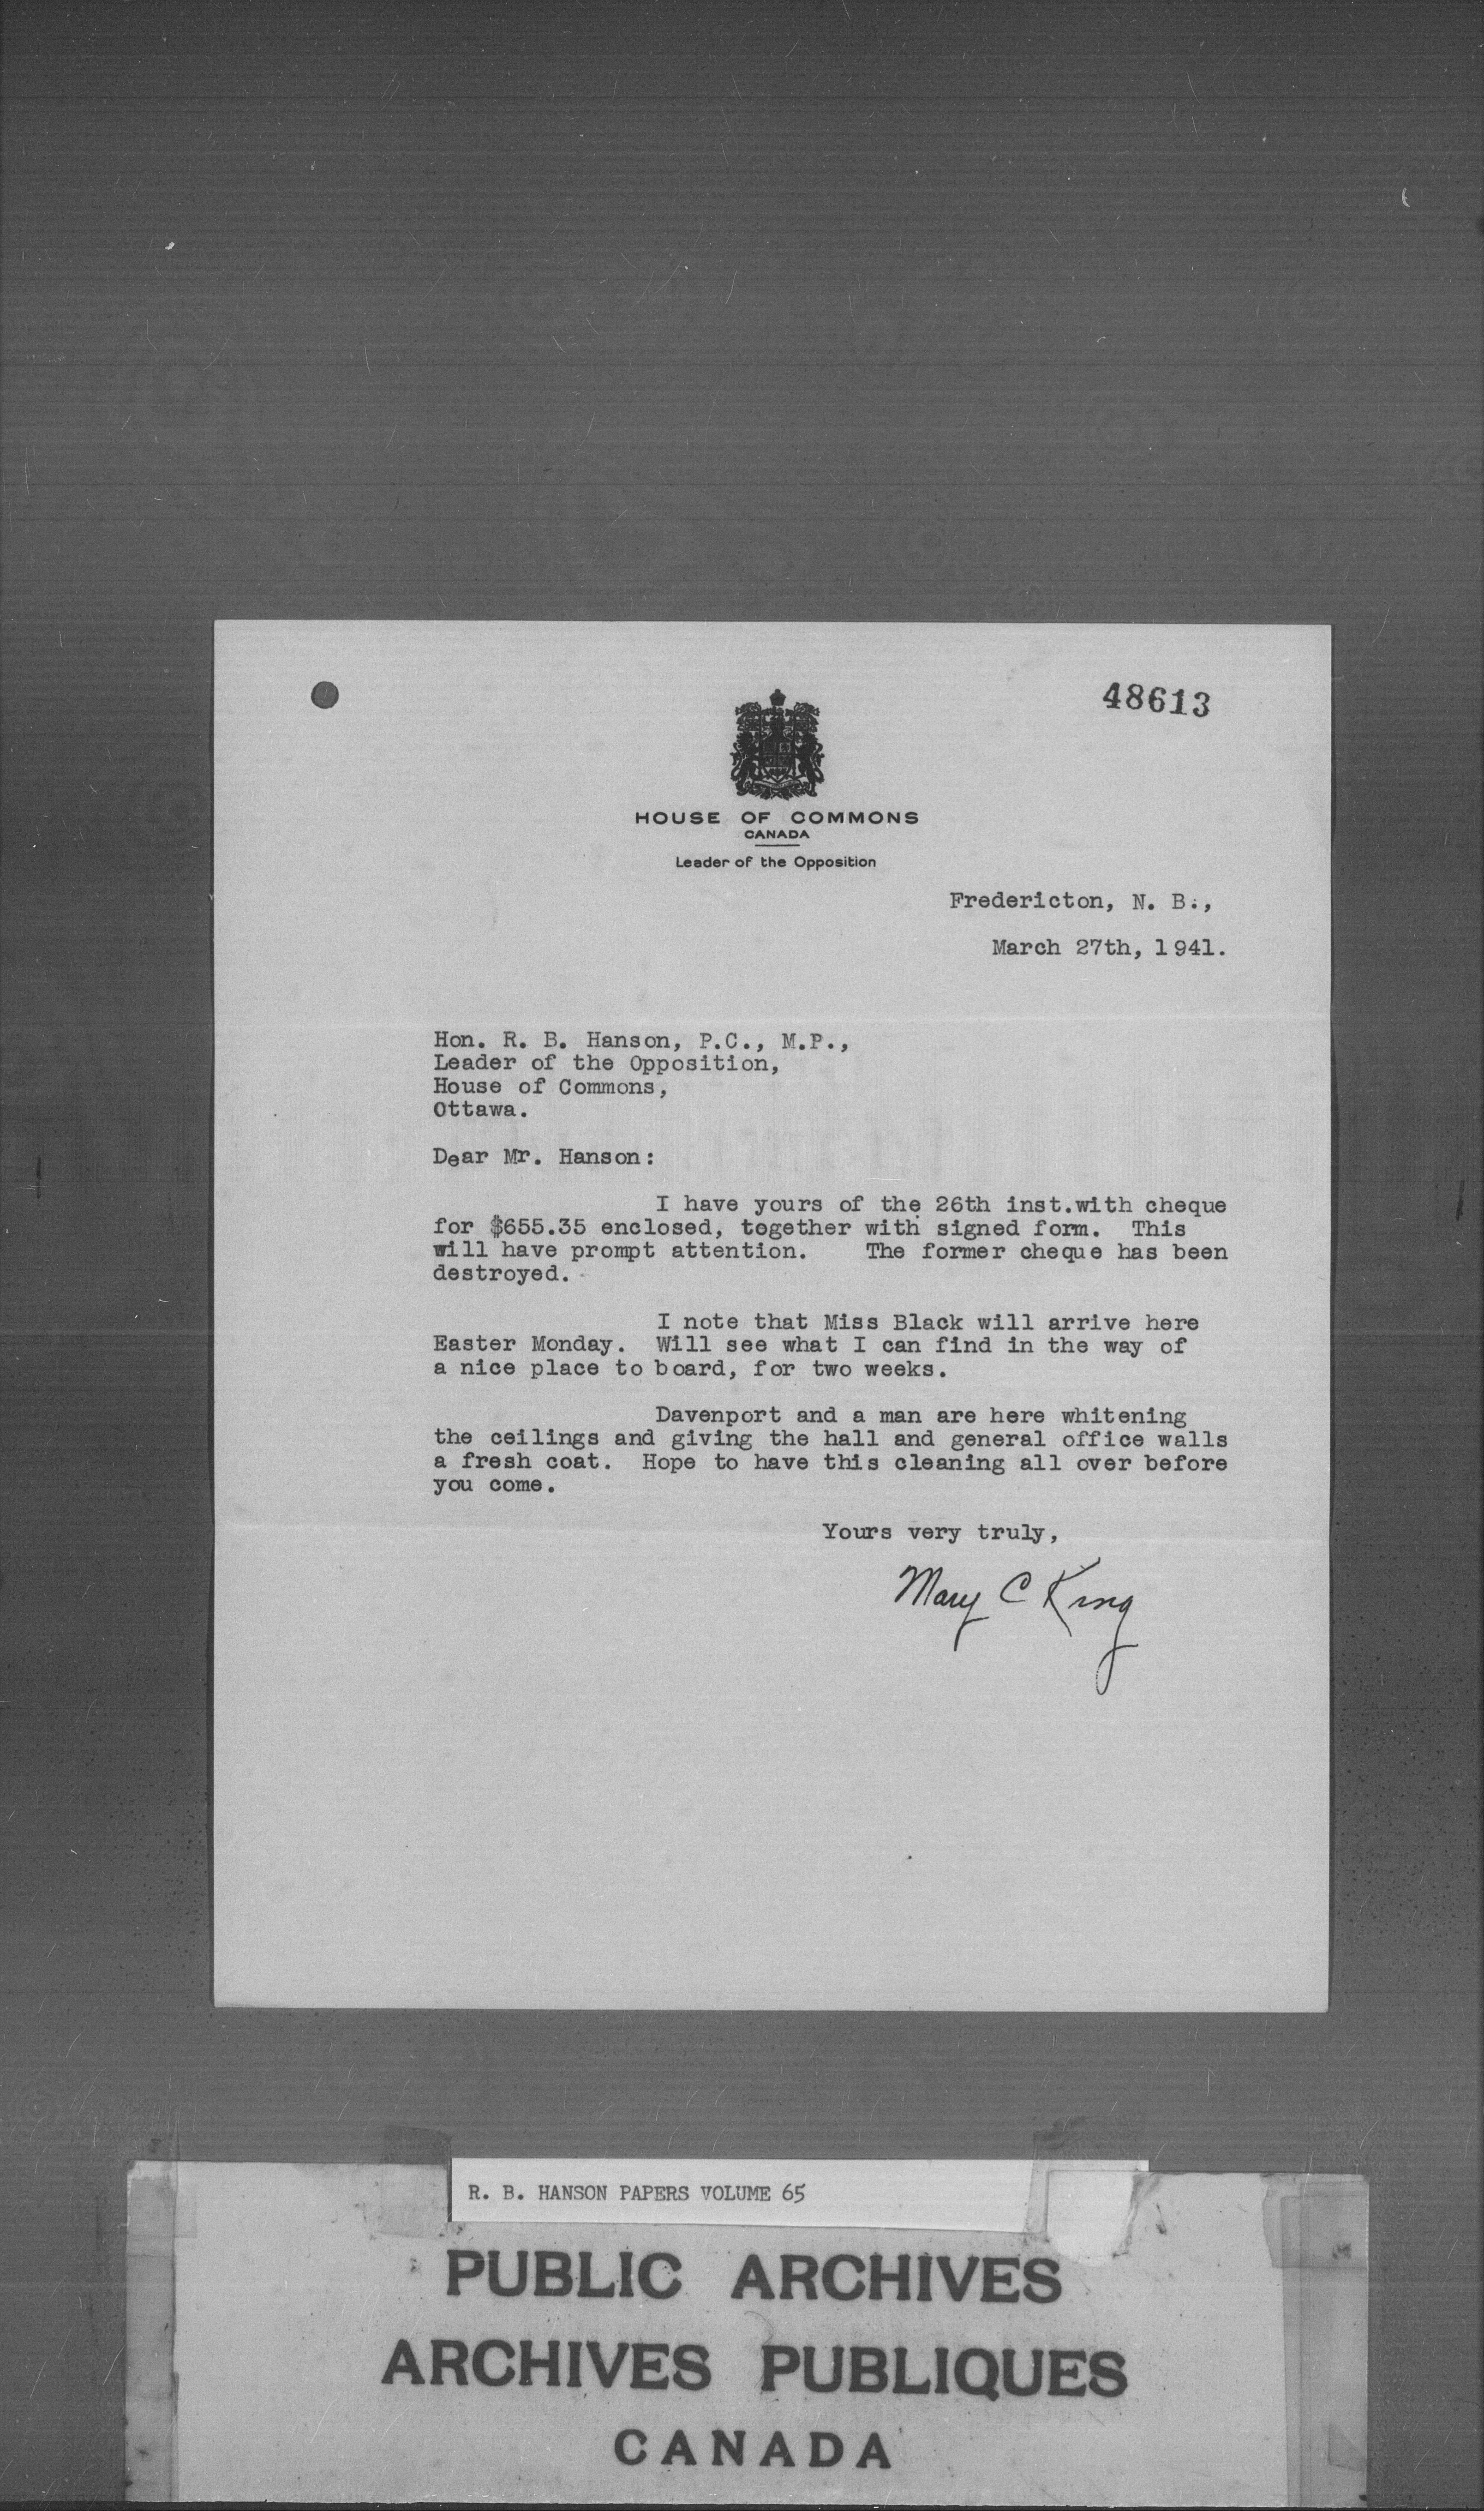 48613
HOUSE OF COMMONS
CANADA
Leader of the Opposition
Fredericton, N. B.,
March 27th, 1941.
Hon. R. B. Hanson, P.C., M.P.,
Leader of the Opposition,
House of Commons,
Ottawa.
Dear Mr. Hanson:
I have yours of the 26th inst.with cheque
for $655.35 enclosed, together with signed form. This
will have prompt attention. The former cheque has been
destroyed.
I note that Miss Black will arrive here
Easter Monday. Will see what I can find in the way of
a nice place to board, for two weeks.
Davenport and a man are here whitening
the ceilings and giving the hall and general office walls
a fresh coat. Hope to have this cleaning all over before
you come.
Yours very truly,
Mary C King
R. B. HANSON PAPERS VOLUME 65
PUBLIC ARCHIVES
ARCHIVES PUBLIQUES
CANADA